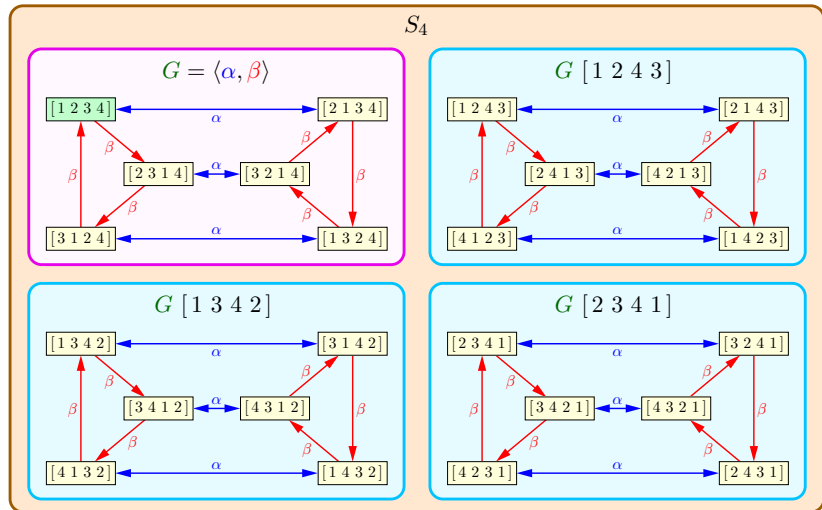 S₄
G = ⟨α, β⟩
[1 2 3 4] α [2 1 3 4]
β β
[2 3 1 4] α [3 2 1 4]
β β
β β
[3 1 2 4] α [1 3 2 4]
G [1 2 4 3]
[1 2 4 3] α [2 1 4 3]
β β
[2 4 1 3] α [4 2 1 3]
β β
β β
[4 1 2 3] α [1 4 2 3]
G [1 3 4 2]
[1 3 4 2] α [3 1 4 2]
β β
[3 4 1 2] α [4 3 1 2]
β β
β β
[4 1 3 2] α [1 4 3 2]
G [2 3 4 1]
[2 3 4 1] α [3 2 4 1]
β β
[3 4 2 1] α [4 3 2 1]
β β
β β
[4 2 3 1] α [2 4 3 1]